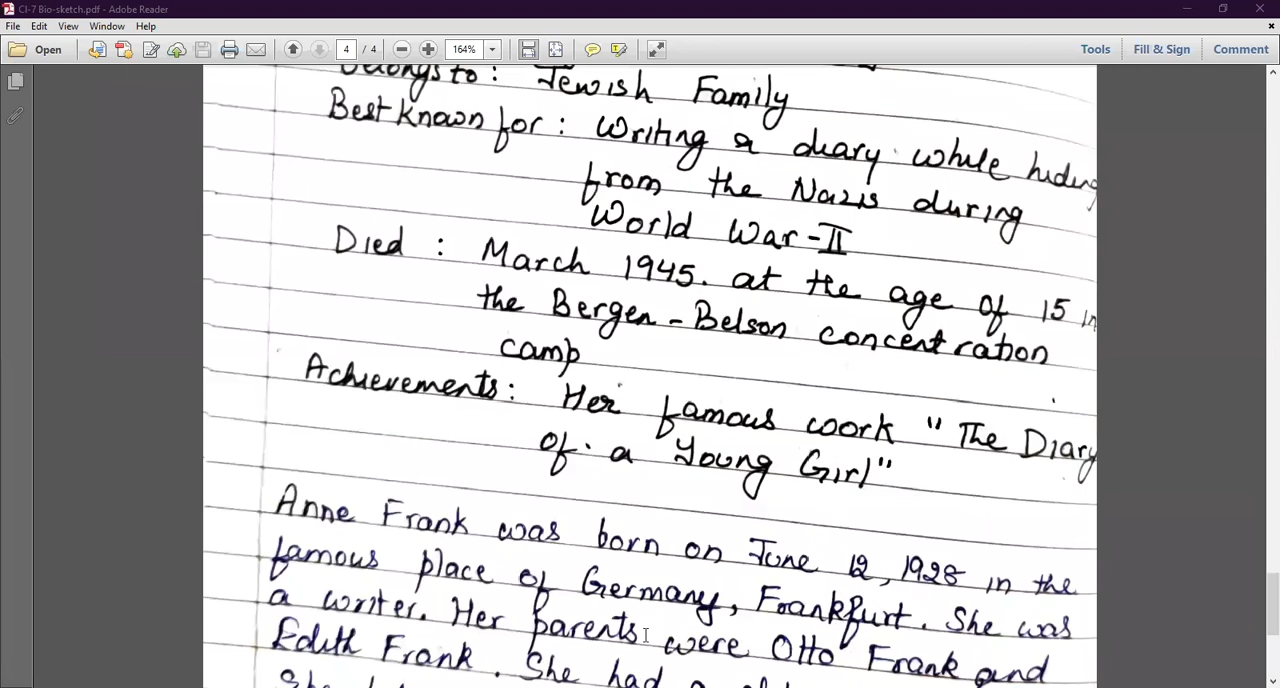 Cl-7 Bio-sketch.pdf - Adobe Reader
File Edit View Window Help
Open 4 / 4 164% Tools Fill & Sign Comment
belongs to : Jewish Family
Best known for : Writing a diary while hiding
from the Nazis during
World War-II
Died : March 1945. at the age of 15 in
the Bergen-Belson concentration
camp
Achievements : Her famous work "The Diary
of a Young Girl"
Anne Frank was born on June 12, 1928 in the
famous place of Germany, Frankfurt. She was
a writer. Her parents were Otto Frank and
Edith Frank. She had a
She